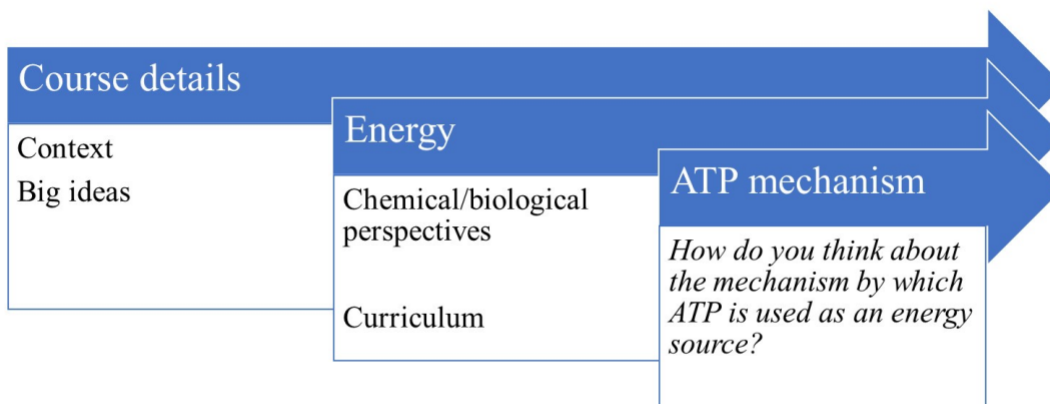 Course details
Context
Big ideas
Energy
Chemical/biological
perspectives
Curriculum
ATP mechanism
How do you think about
the mechanism by which
ATP is used as an energy
source?